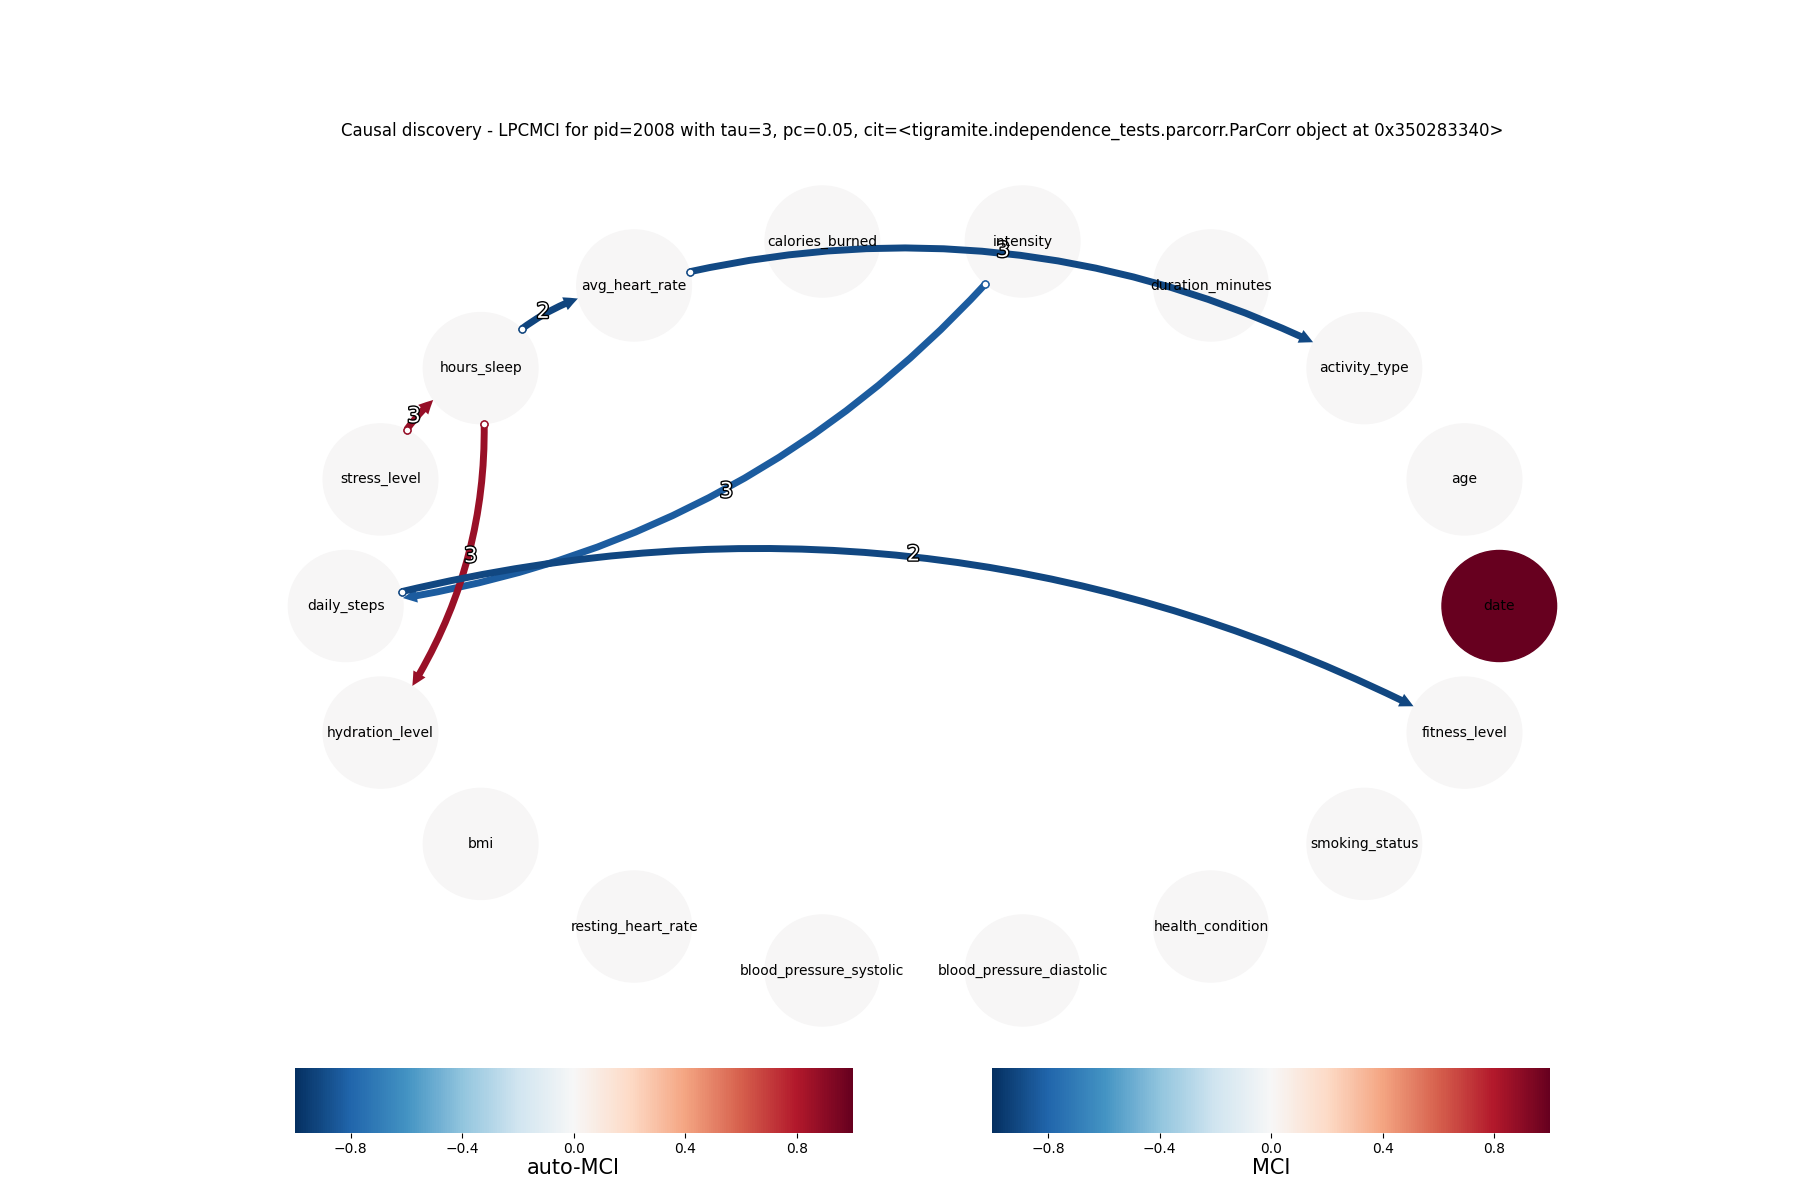 Causal discovery - LPCMCI for pid=2008 with tau=3, pc=0.05, cit=<tigramite.independence_tests.parcorr.ParCorr object at 0x350283340>
calories_burned
intensity
3
avg_heart_rate
duration_minutes
2
hours_sleep
activity_type
3
stress_level
age
3
3
2
daily_steps
date
hydration_level
fitness_level
bmi
smoking_status
resting_heart_rate
health_condition
blood_pressure_systolic
blood_pressure_diastolic
−0.8 −0.4 0.0 0.4 0.8
auto-MCI
−0.8 −0.4 0.0 0.4 0.8
MCI